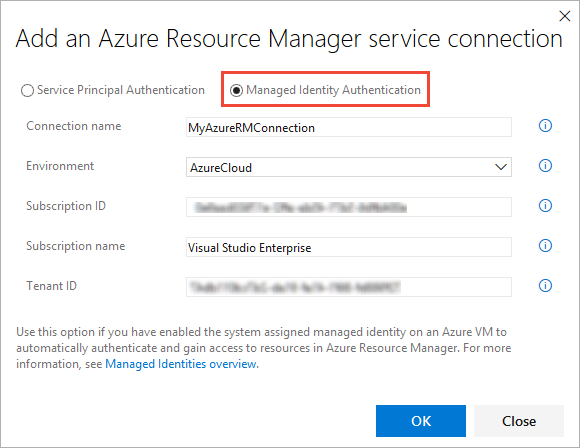 Add an Azure Resource Manager service connection
Service Principal Authentication Managed Identity Authentication
Connection name MyAzureRMConnection
Environment AzureCloud
Subscription ID
Subscription name Visual Studio Enterprise
Tenant ID
Use this option if you have enabled the system assigned managed identity on an Azure VM to
automatically authenticate and gain access to resources in Azure Resource Manager. For more
information, see Managed Identities overview.
OK Close